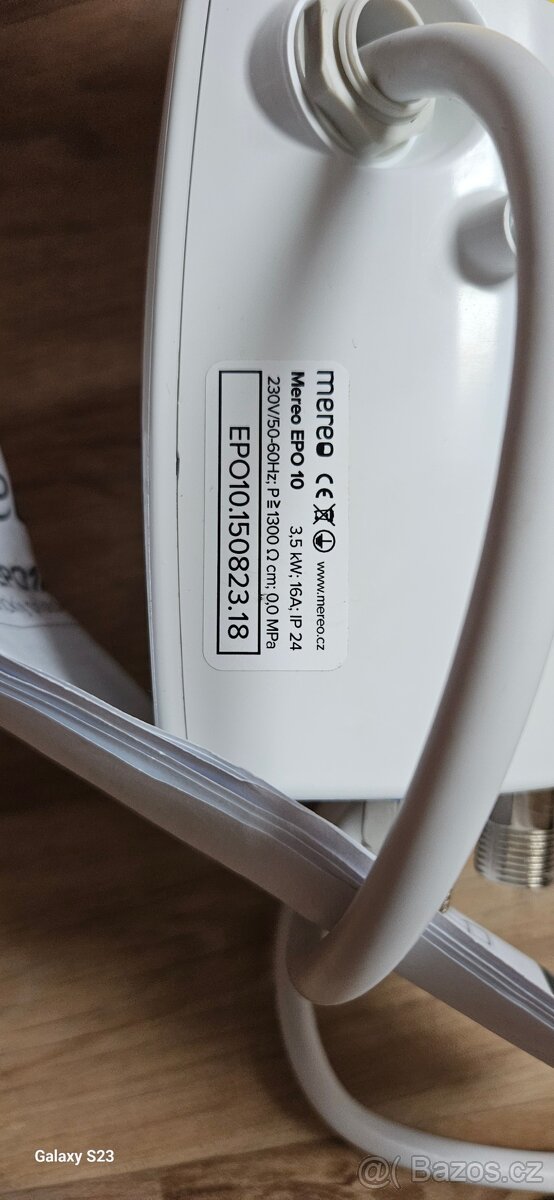 mereo CE www.mereo.cz
Mereo EPO 10 3,5 kW; 16A; IP 24
230V/50-60Hz; P ≧ 1300 Ω cm; 0,0 MPa
EPO10.150823.18
Galaxy S23
@( Bazos.cz